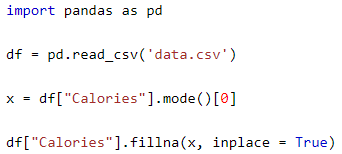 import pandas as pd
df = pd.read_csv('data.csv')
x = df["Calories"].mode()[0]
df["Calories"].fillna(x, inplace = True)